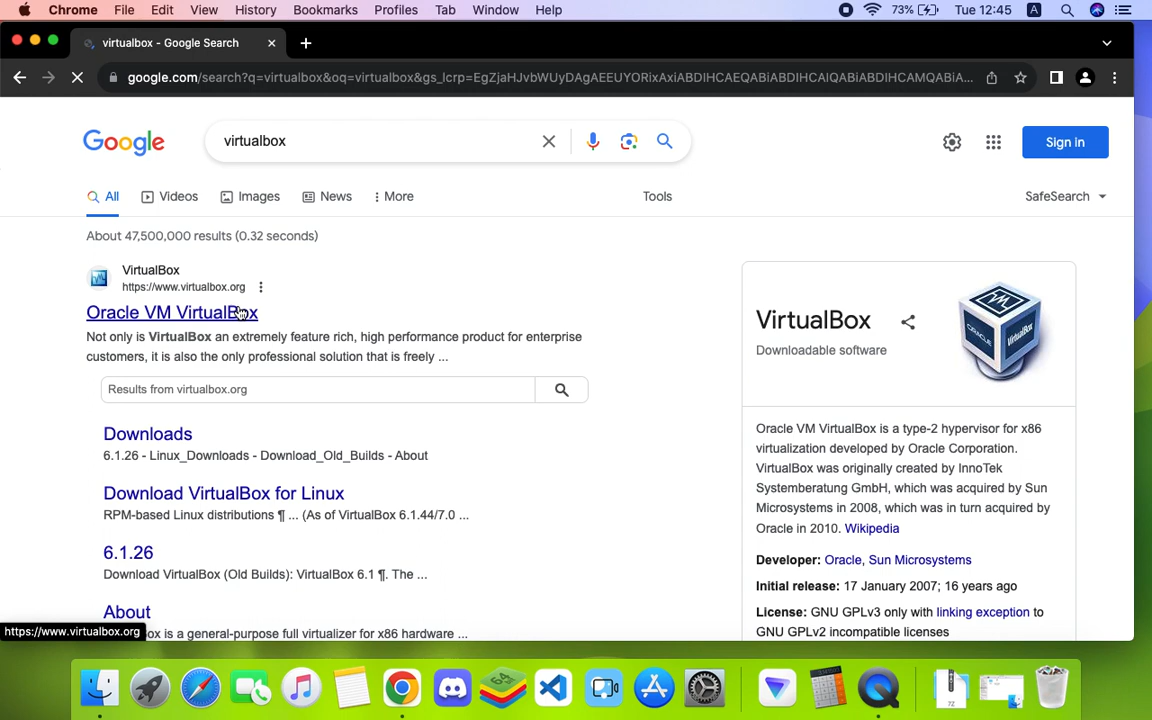 Chrome File Edit View History Bookmarks Profiles Tab Window Help 73% Tue 12:45 A
virtualbox - Google Search
google.com/search?q=virtualbox&oq=virtualbox&gs_lcrp=EgZjaHJvbWUyDAgAEEUYORixAxiABDIHCAEQABiABDIHCAIQABiABDIHCAMQABiA...
Google
virtualbox
Sign in
All Videos Images News More Tools SafeSearch
About 47,500,000 results (0.32 seconds)
VirtualBox
https://www.virtualbox.org
Oracle VM VirtualBox
Not only is VirtualBox an extremely feature rich, high performance product for enterprise
customers, it is also the only professional solution that is freely ...
Results from virtualbox.org
Downloads
6.1.26 - Linux_Downloads - Download_Old_Builds - About
Download VirtualBox for Linux
RPM-based Linux distributions ¶ ... (As of VirtualBox 6.1.44/7.0 ...
6.1.26
Download VirtualBox (Old Builds): VirtualBox 6.1 ¶. The ...
About
ox is a general-purpose full virtualizer for x86 hardware ...
https://www.virtualbox.org
VirtualBox
Downloadable software
ORACLE
VirtualBox
Oracle VM VirtualBox is a type-2 hypervisor for x86
virtualization developed by Oracle Corporation.
VirtualBox was originally created by InnoTek
Systemberatung GmbH, which was acquired by Sun
Microsystems in 2008, which was in turn acquired by
Oracle in 2010. Wikipedia
Developer: Oracle, Sun Microsystems
Initial release: 17 January 2007; 16 years ago
License: GNU GPLv3 only with linking exception to
GNU GPLv2 incompatible licenses
64
72